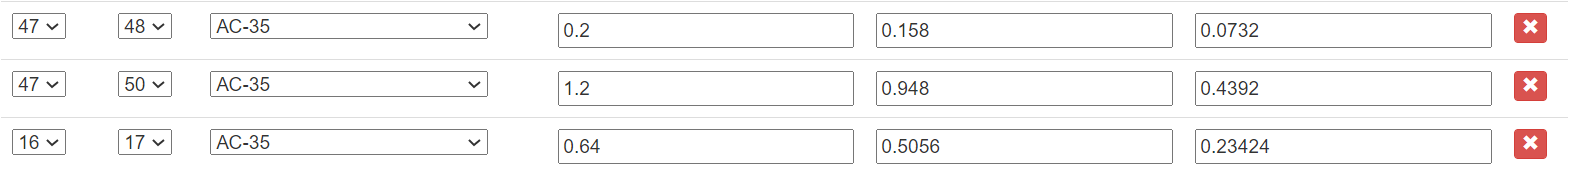 47 48 AC-35 0.2 0.158 0.0732
47 50 AC-35 1.2 0.948 0.4392
16 17 AC-35 0.64 0.5056 0.23424